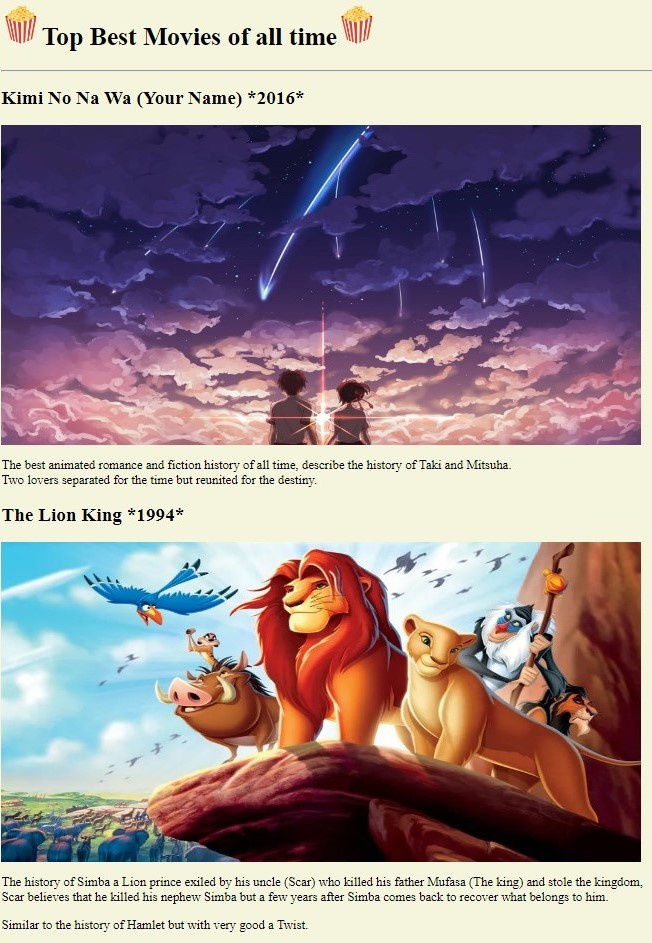 Top Best Movies of all time
Kimi No Na Wa (Your Name) *2016*
The best animated romance and fiction history of all time, describe the history of Taki and Mitsuha.
Two lovers separated for the time but reunited for the destiny.
The Lion King *1994*
The history of Simba a Lion prince exiled by his uncle (Scar) who killed his father Mufasa (The king) and stole the kingdom,
Scar believes that he killed his nephew Simba but a few years after Simba comes back to recover what belongs to him.
Similar to the history of Hamlet but with very good a Twist.